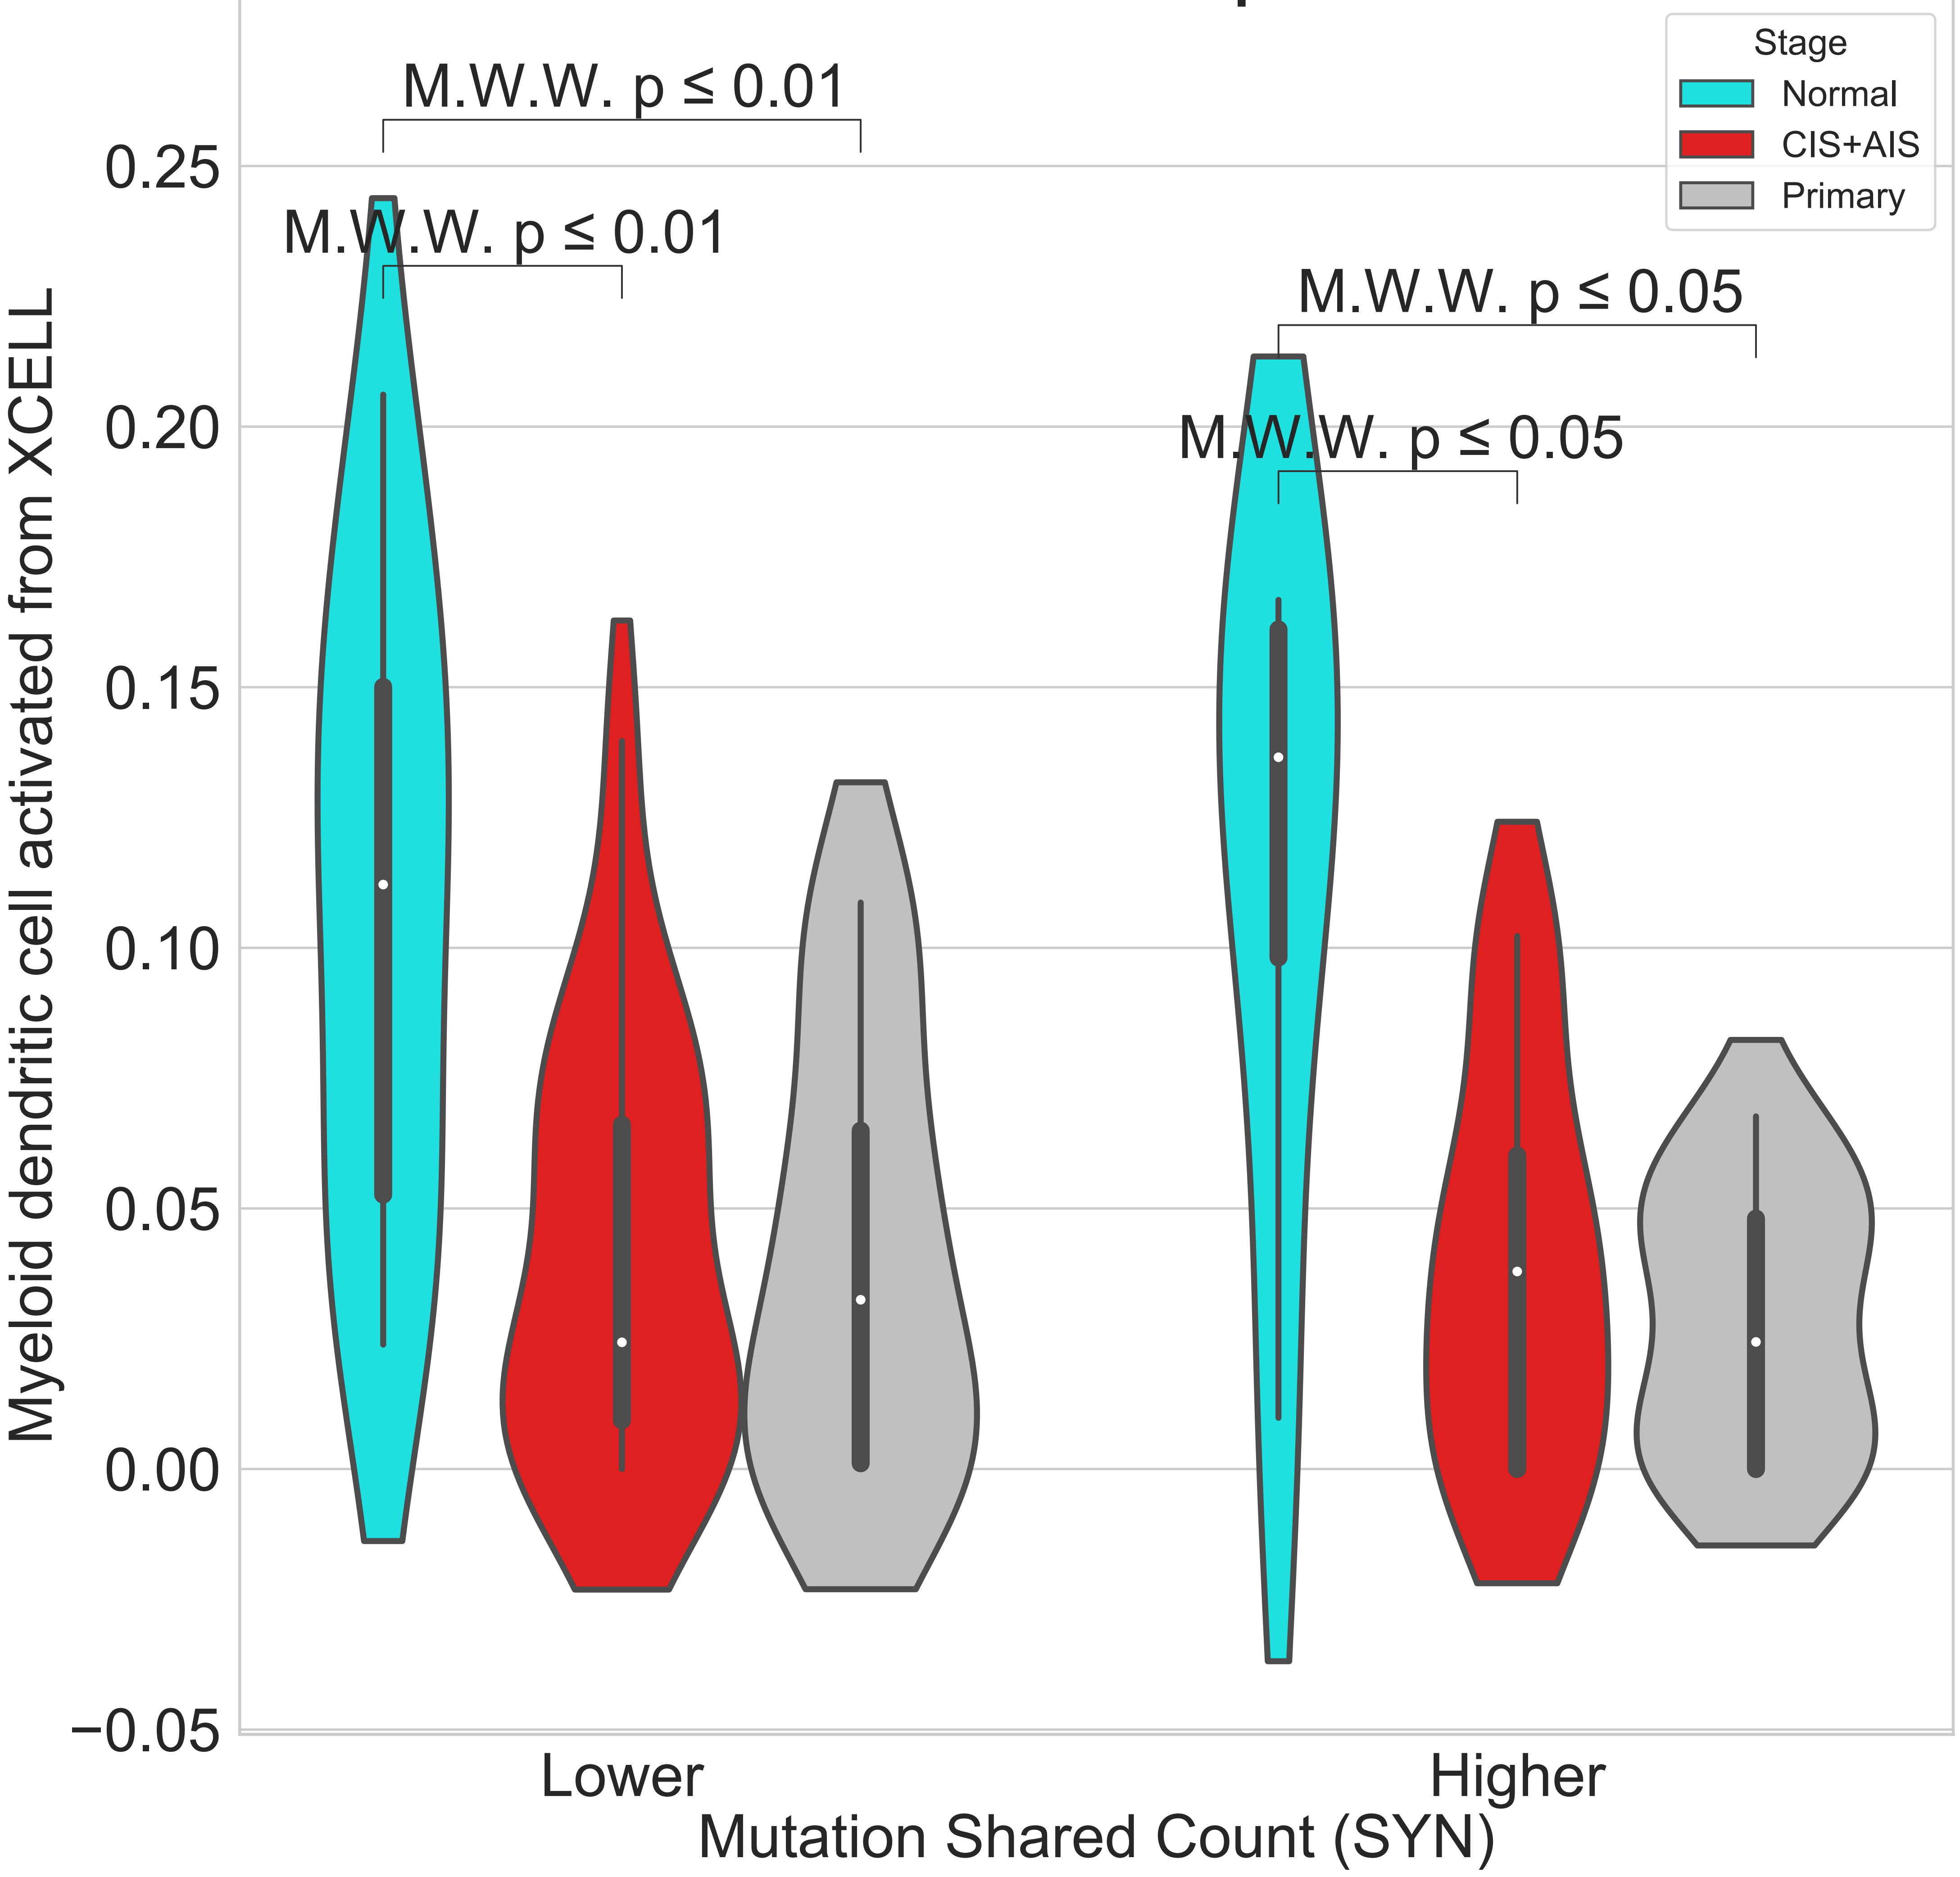 M.W.W. p ≤ 0.01
Stage
Normal
CIS+AIS
Primary
M.W.W. p ≤ 0.01
M.W.W. p ≤ 0.05
M.W.W. p ≤ 0.05
Myeloid dendritic cell activated from XCELL
0.25
0.20
0.15
0.10
0.05
0.00
−0.05
Lower
Higher
Mutation Shared Count (SYN)